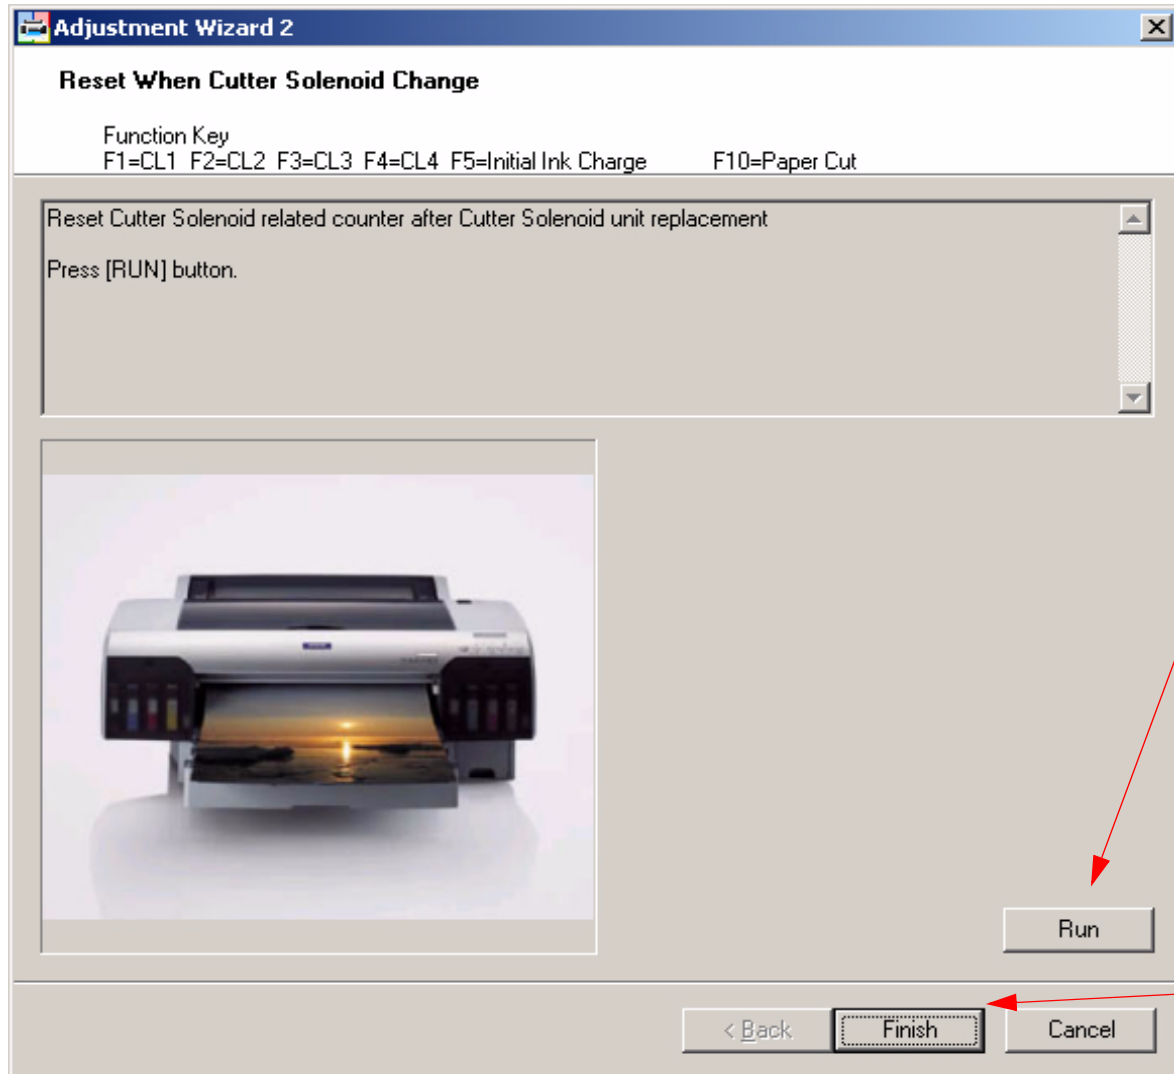 Adjustment Wizard 2
Reset When Cutter Solenoid Change
Function Key
F1=CL1 F2=CL2 F3=CL3 F4=CL4 F5=Initial Ink Charge F10=Paper Cut
Reset Cutter Solenoid related counter after Cutter Solenoid unit replacement
Press [RUN] button.
Run
< Back
Finish
Cancel